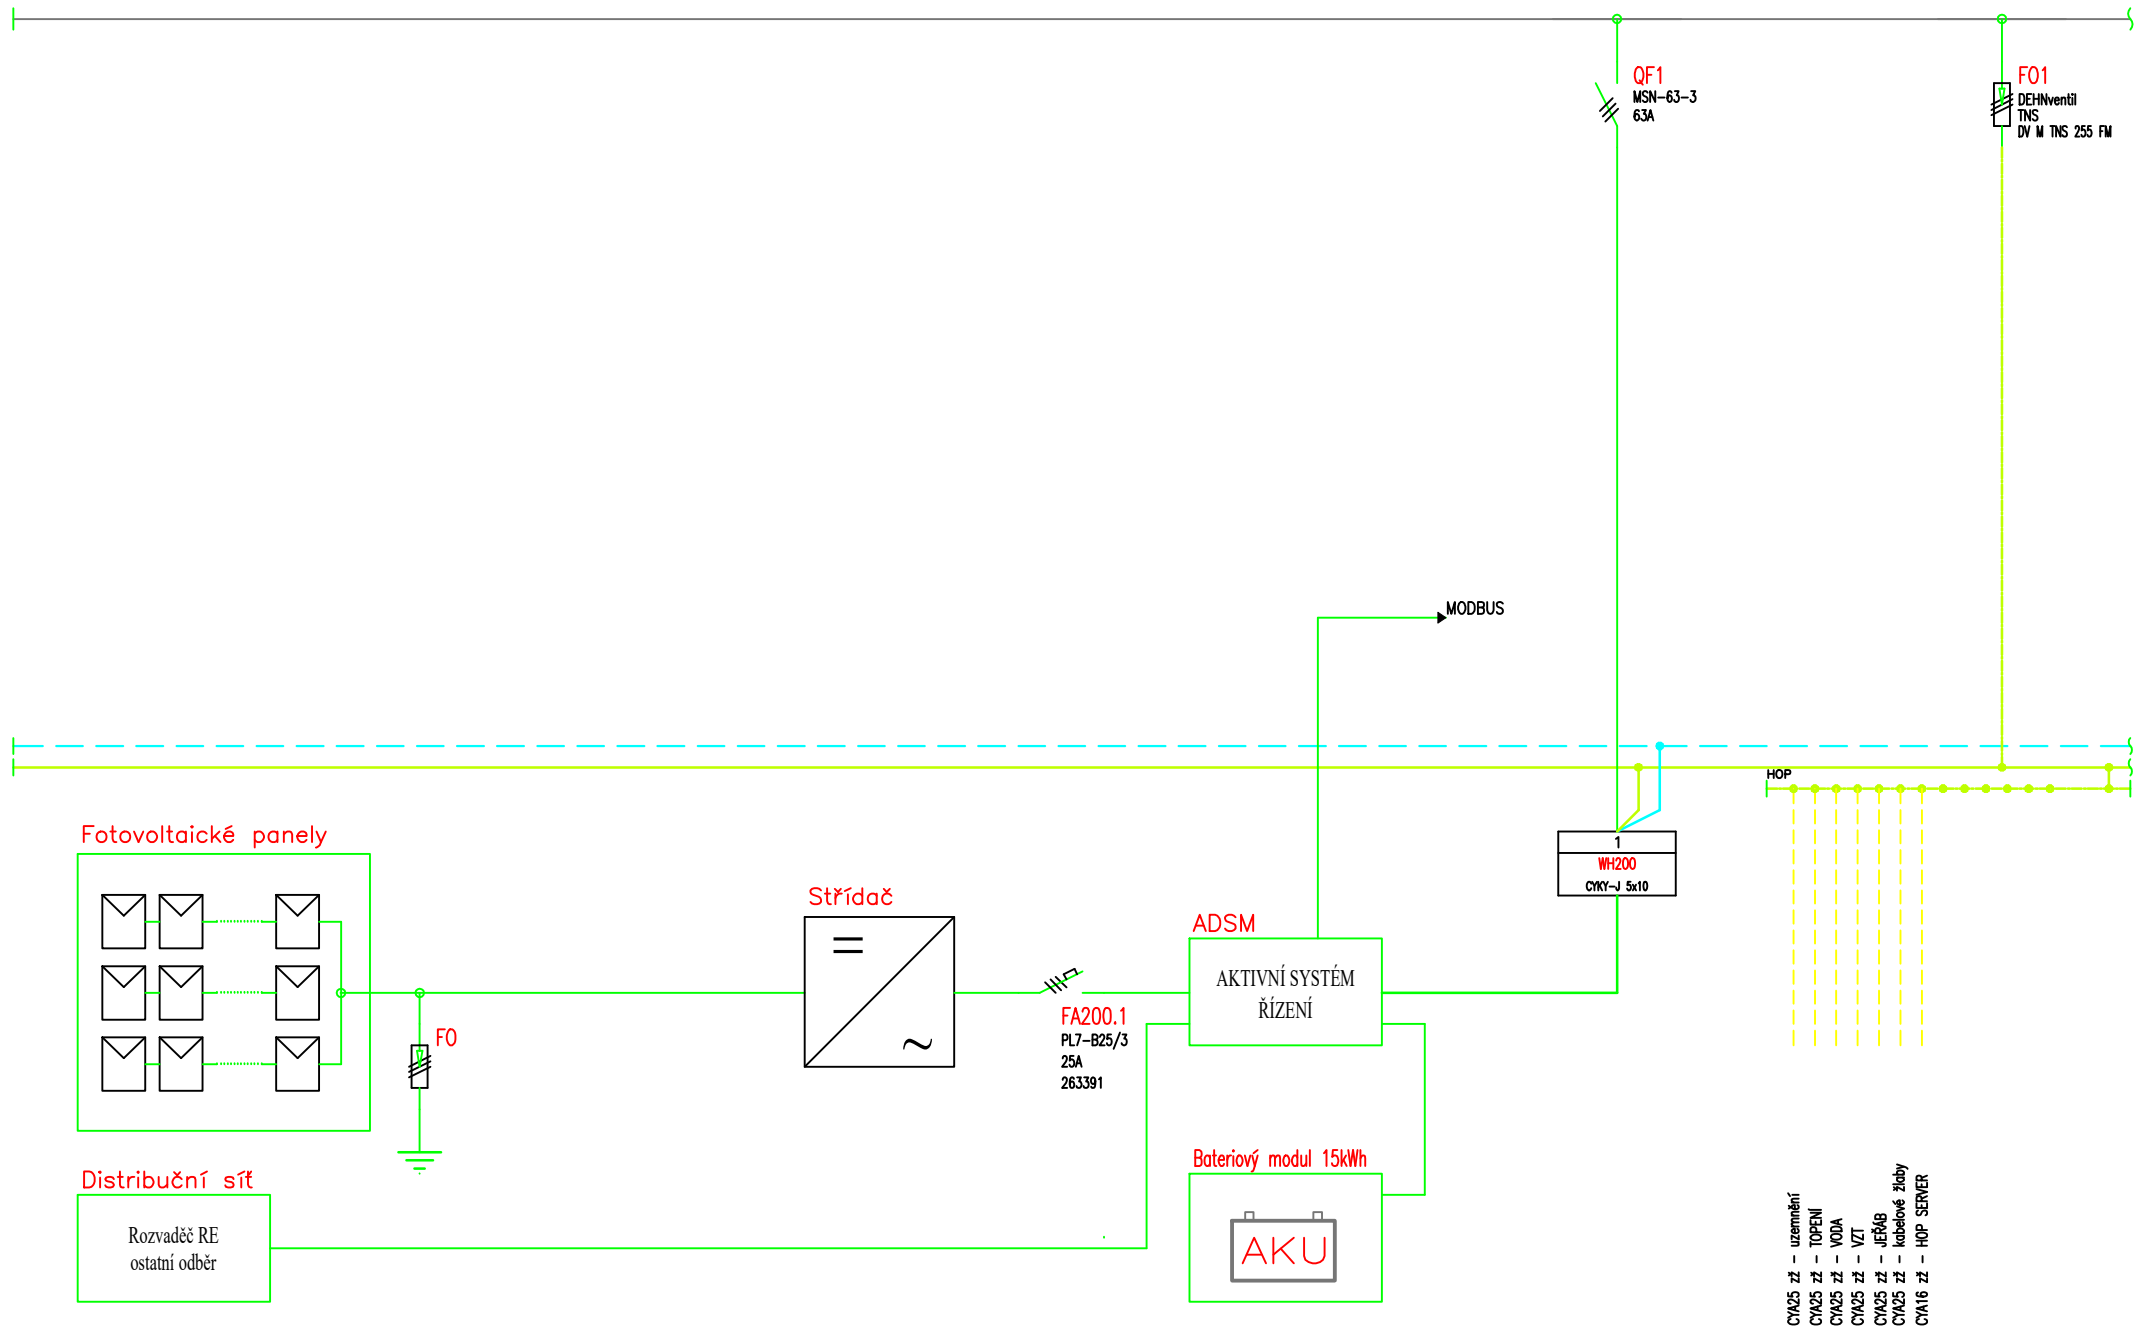 QF1
MSN-63-3
63A
FO1
DEHNventil
TNS
DV M TNS 255 FM
MODBUS
HOP
1
WH200
CYKY-J 5x10
Fotovoltaické panely
FO
Střídač
=
~
FA200.1
PL7-B25/3
25A
263391
ADSM
AKTIVNÍ SYSTÉM
ŘÍZENÍ
Distribuční síť
Rozvaděč RE
ostatní odběr
Bateriový modul 15kWh
AKU
CYA25 zž - uzemnění
CYA25 zž - TOPENÍ
CYA25 zž - VODA
CYA25 zž - VZT
CYA25 zž - JEŘÁB
CYA25 zž - kabelové žlaby
CYA16 zž - HOP SERVER